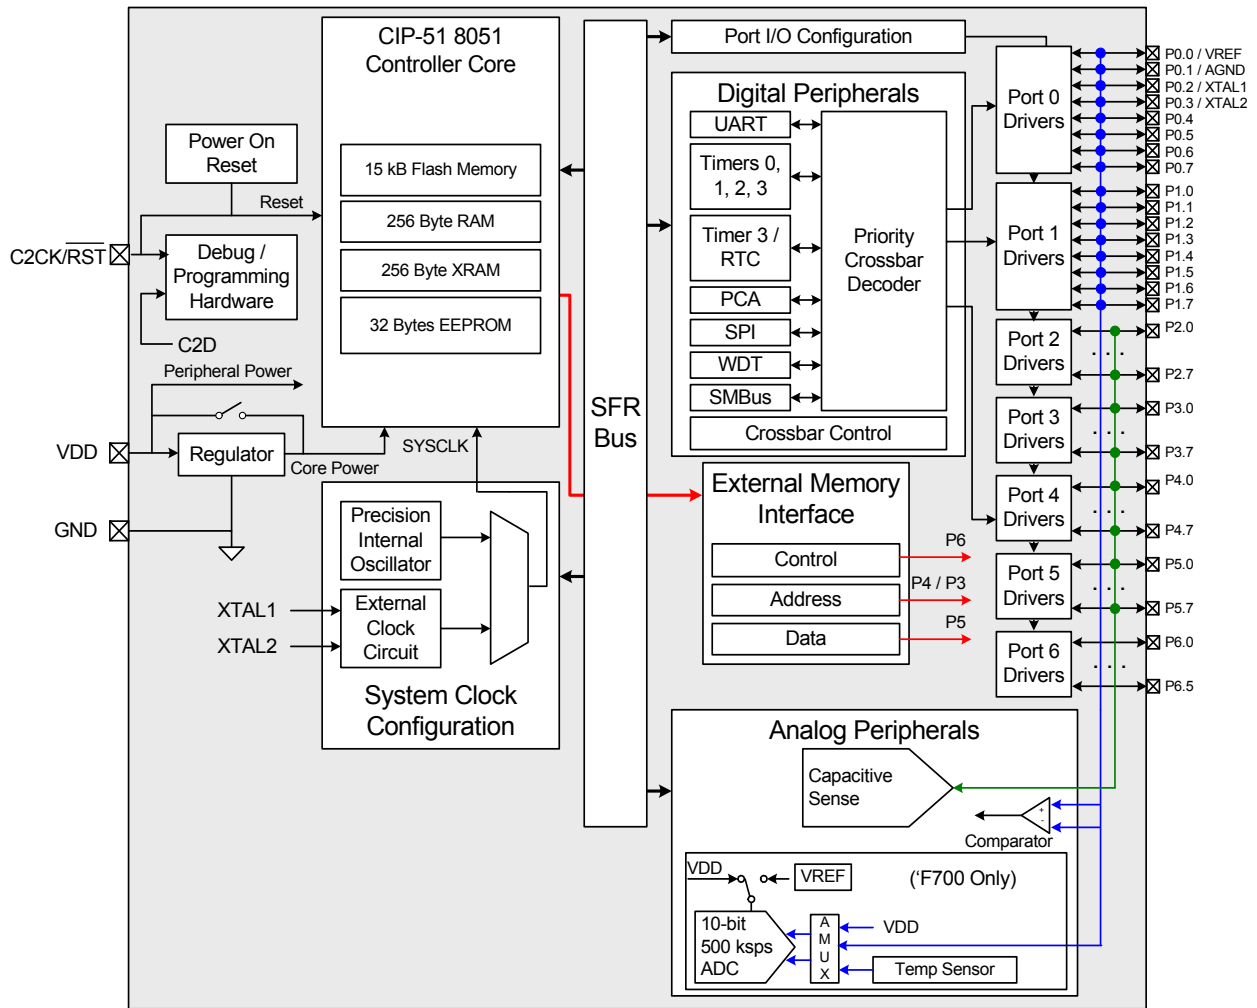 CIP-51 8051
Controller Core
15 kB Flash Memory
256 Byte RAM
256 Byte XRAM
32 Bytes EEPROM
Power On
Reset
Reset
C2CK/RST
Debug /
Programming
Hardware
C2D
Peripheral Power
VDD
Regulator
Core Power
SYSCLK
GND
Precision
Internal
Oscillator
XTAL1
XTAL2
External
Clock
Circuit
System Clock
Configuration
SFR
Bus
Port I/O Configuration
Digital Peripherals
UART
Timers 0,
1, 2, 3
Timer 3 /
RTC
PCA
SPI
WDT
SMBus
Priority
Crossbar
Decoder
Crossbar Control
External Memory
Interface
Control
Address
Data
P6
P4 / P3
P5
Port 0
Drivers
Port 1
Drivers
Port 2
Drivers
Port 3
Drivers
Port 4
Drivers
Port 5
Drivers
Port 6
Drivers
P0.0 / VREF
P0.1 / AGND
P0.2 / XTAL1
P0.3 / XTAL2
P0.4
P0.5
P0.6
P0.7
P1.0
P1.1
P1.2
P1.3
P1.4
P1.5
P1.6
P1.7
P2.0
. . .
P2.7
P3.0
. . .
P3.7
P4.0
. . .
P4.7
P5.0
. . .
P5.7
P6.0
. . .
P6.5
Analog Peripherals
Capacitive
Sense
+
-
Comparator
VDD
VREF
('F700 Only)
10-bit
500 ksps
ADC
A
M
U
X
VDD
Temp Sensor